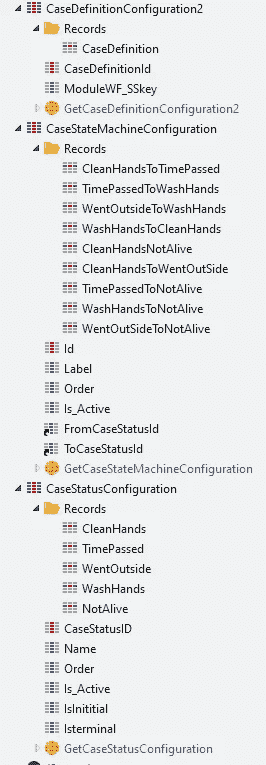 CaseDefinitionConfiguration2
Records
CaseDefinition
CaseDefinitionId
ModuleWF_SSkey
GetCaseDefinitionConfiguration2
CaseStateMachineConfiguration
Records
CleanHandsToTimePassed
TimePassedToWashHands
WentOutsideToWashHands
WashHandsToCleanHands
CleanHandsNotAlive
CleanHandsToWentOutSide
TimePassedToNotAlive
WashHandsToNotAlive
WentOutSideToNotAlive
Id
Label
Order
Is_Active
FromCaseStatusId
ToCaseStatusId
GetCaseStateMachineConfiguration
CaseStatusConfiguration
Records
CleanHands
TimePassed
WentOutside
WashHands
NotAlive
CaseStatusID
Name
Order
Is_Active
IsInititial
Isterminal
GetCaseStatusConfiguration